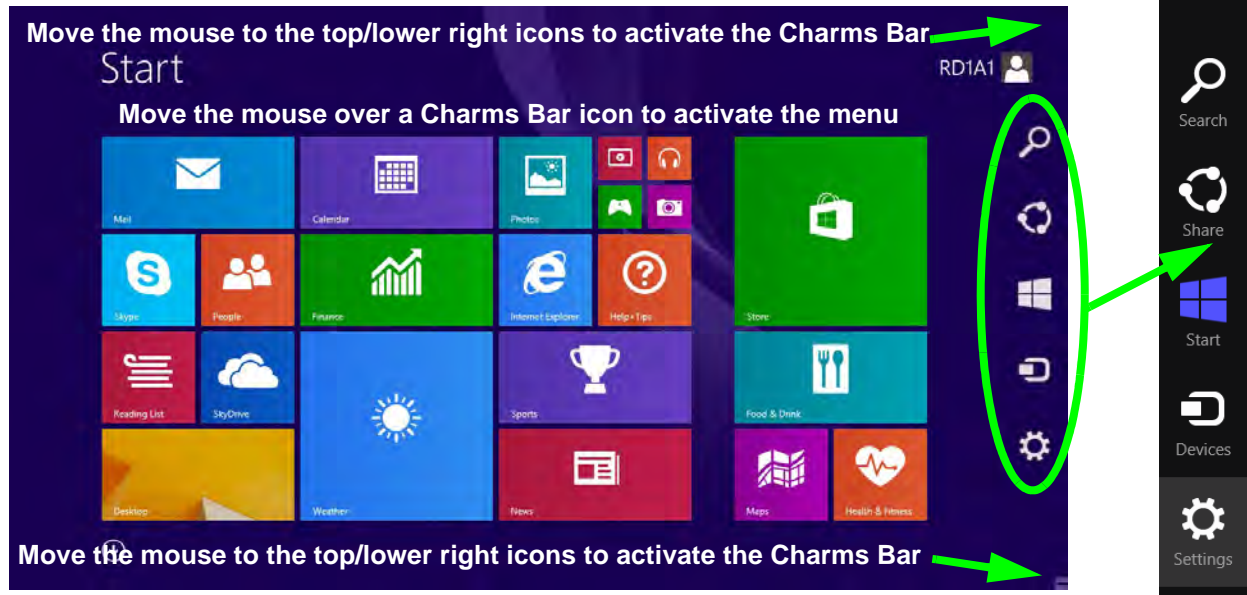 Move the mouse to the top/lower right icons to activate the Charms Bar
Start
RD1A1
Move the mouse over a Charms Bar icon to activate the menu
Mail
Calendar
Photos
Skype
People
Finance
Internet Explorer
Help+Tips
Store
Reading List
SkyDrive
Weather
Sports
Food & Drink
Desktop
News
Maps
Health & Fitness
Move the mouse to the top/lower right icons to activate the Charms Bar
Search
Share
Start
Devices
Settings